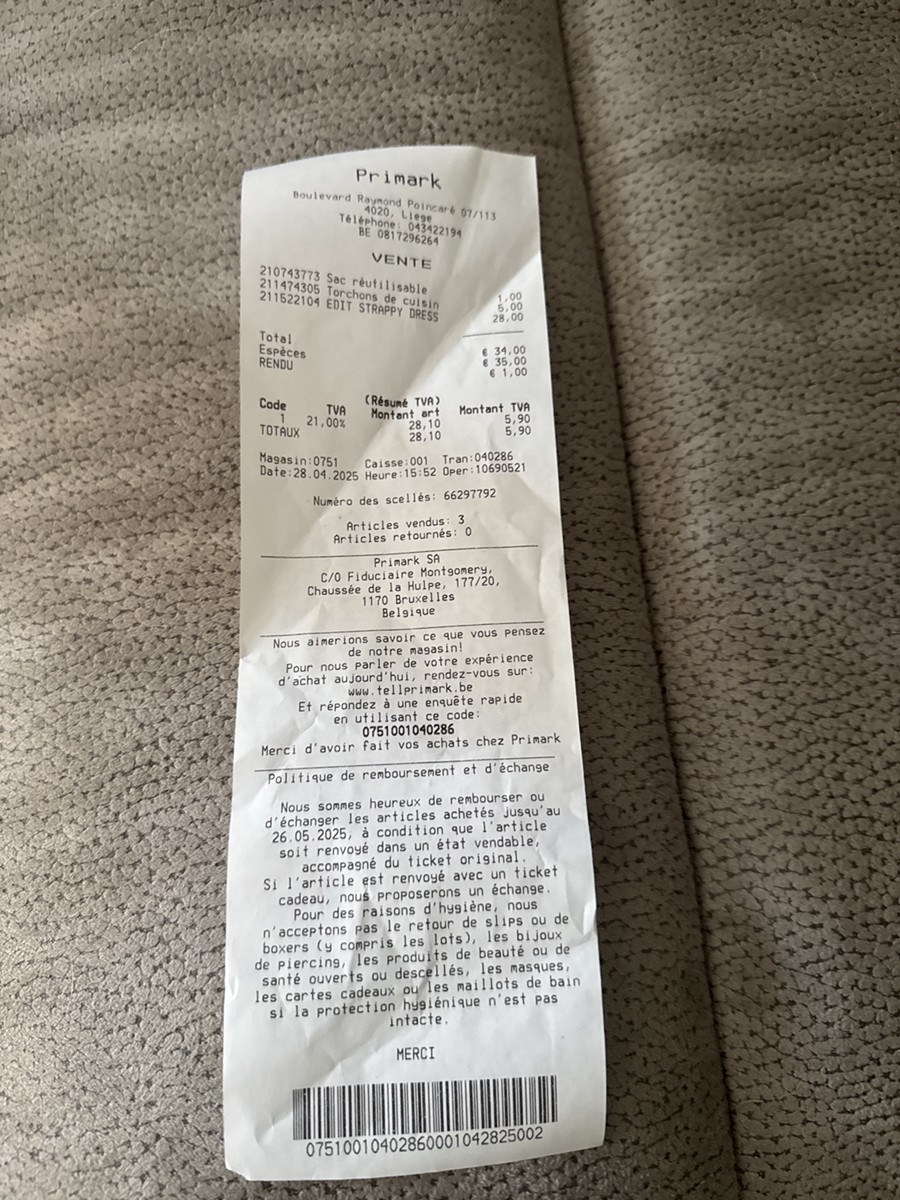 Primark
Boulevard Raymond Poincaré 07/113
4020, Liege
Téléphone: 043422194
BE 0817296264
VENTE
210743773 Sac réutilisable 1,00
211474305 Torchons de cuisin 5,00
211522104 EDIT STRAPPY DRESS 28,00
Total € 34,00
Espèces € 35,00
RENDU € 1,00
(Résumé TVA)
Code TVA Montant art Montant TVA
1 21,00% 28,10 5,90
TOTAUX 28,10 5,90
Magasin:0751 Caisse:001 Tran:040286
Date:28.04.2025 Heure:15:52 Oper:10690521
Numéro des scellés: 66297792
Articles vendus: 3
Articles retournés: 0
Primark SA
C/O Fiduciaire Montgomery,
Chaussée de la Hulpe, 177/20,
1170 Bruxelles
Belgique
Nous aimerions savoir ce que vous pensez
de notre magasin!
Pour nous parler de votre expérience
d'achat aujourd'hui, rendez-vous sur:
www.tellprimark.be
Et répondez à une enquête rapide
en utilisant ce code:
0751001040286
Merci d'avoir fait vos achats chez Primark
Politique de remboursement et d'échange
Nous sommes heureux de rembourser ou
d'échanger les articles achetés jusqu'au
26.05.2025, à condition que l'article
soit renvoyé dans un état vendable,
accompagné du ticket original.
Si l'article est renvoyé avec un ticket
cadeau, nous proposerons un échange.
Pour des raisons d'hygiène, nous
n'acceptons pas le retour de slips ou de
boxers (y compris les lots), les bijoux
de piercing, les produits de beauté ou de
santé ouverts ou descellés, les masques,
les cartes cadeaux ou les maillots de bain
si la protection hygiénique n'est pas
intacte.
MERCI
07510010402860001042825002